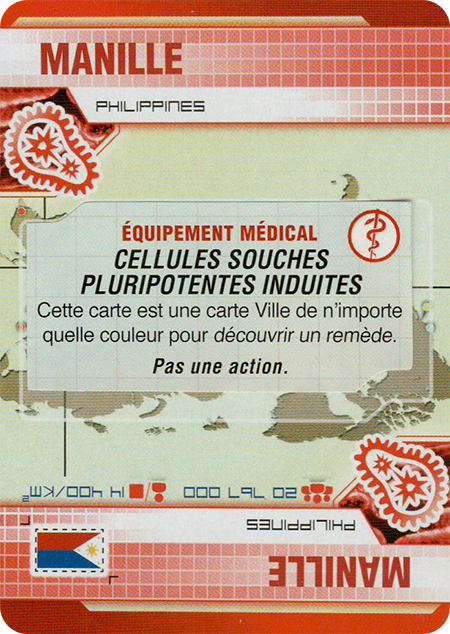 MANILLE
PHILIPPINES
ÉQUIPEMENT MÉDICAL
CELLULES SOUCHES
PLURIPOTENTES INDUITES
Cette carte est une carte Ville de n'importe
quelle couleur pour découvrir un remède.
Pas une action.
20 767 000 14 400/KM²
PHILIPPINES
MANILLE